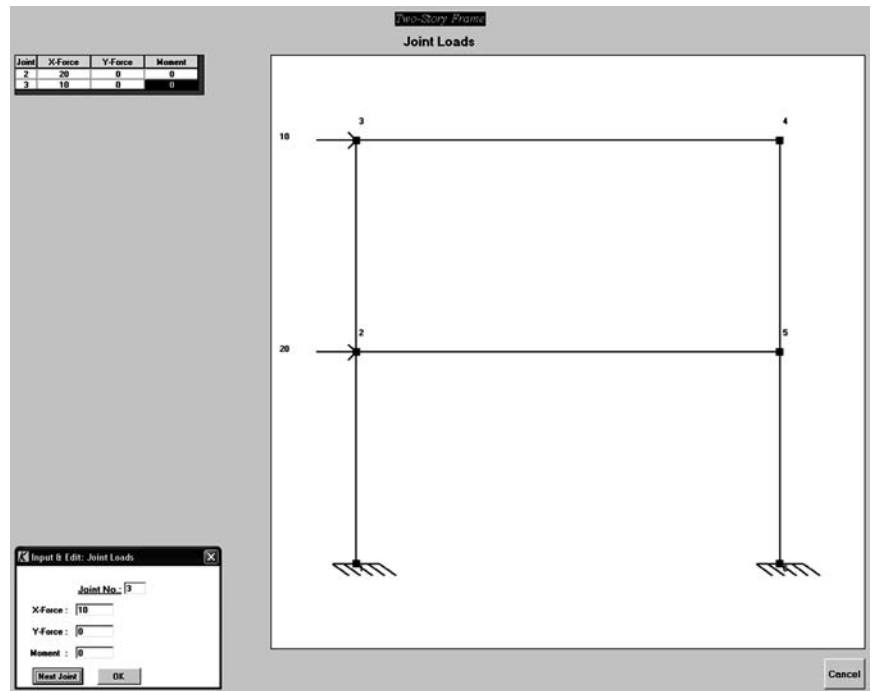 Two-Story Frame
Joint Loads
Joint X-Force Y-Force Moment
2 20 0 0
3 10 0 0
3 4
10
2 5
20
Input & Edit: Joint Loads
Joint No.: 3
X-Force : 10
Y-Force : 0
Moment : 0
Next Joint OK
Cancel